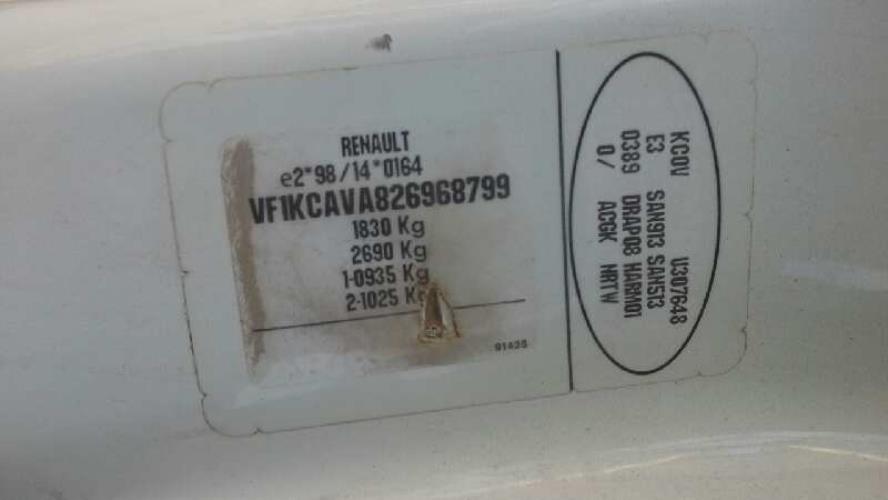 RENAULT
e2*98/14*0164
VF1KCAVA826968799
1830 Kg
2690 Kg
1-0935 Kg
2-1025 Kg
91435
KC0V U307648
E3 SAN913 SAN513
0389 DRAP08 HARM01
0/ ACGK NRTW